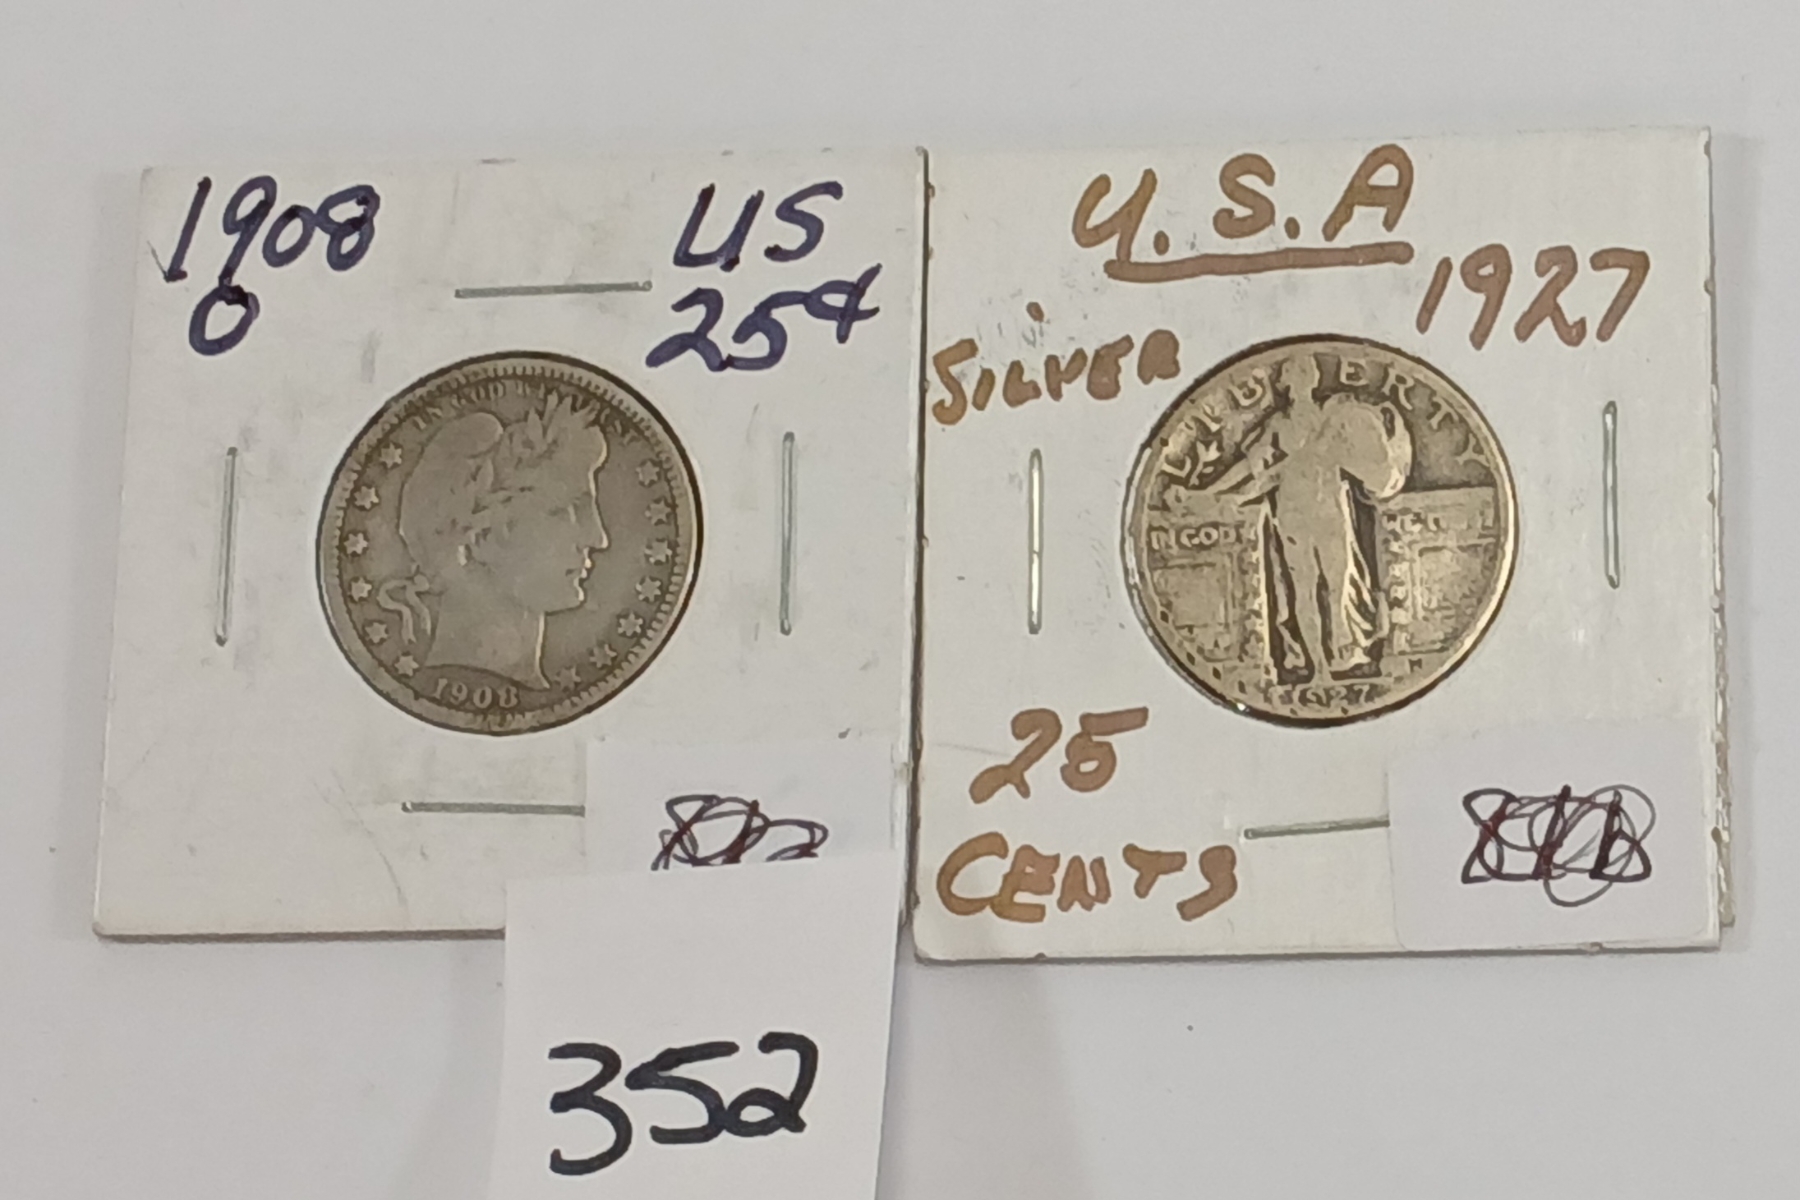 1908 US
O 25¢
IN GOD WE TRUST
1908
352
U.S.A
1927
SILVER
LIBERTY
IN GOD WE TRUST
1927
25
CENTS